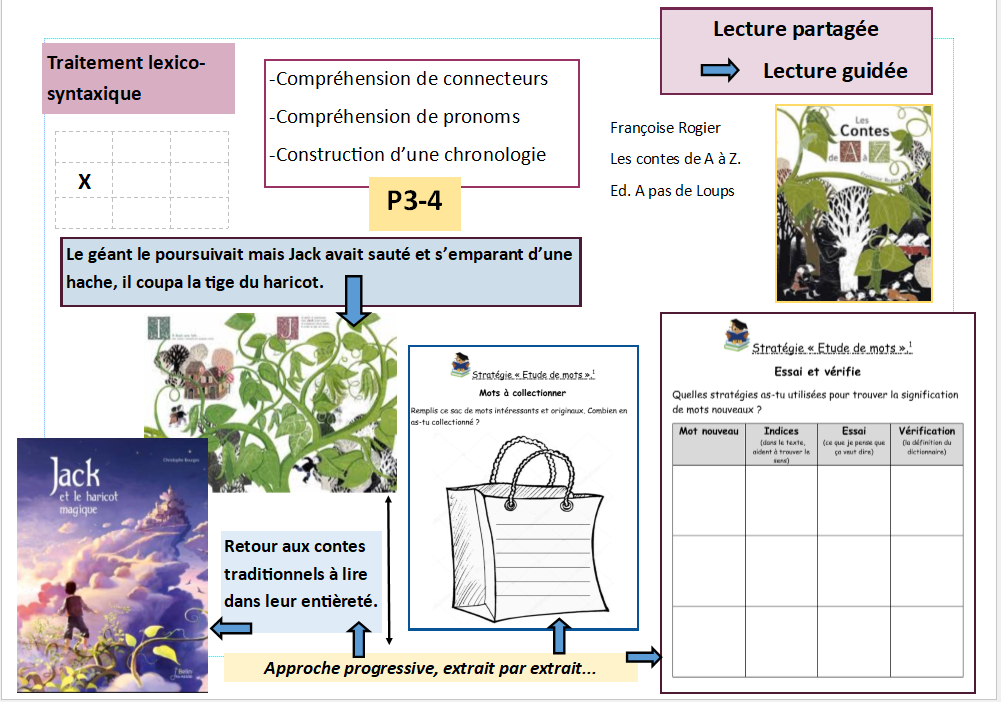 Traitement lexico-
syntaxique
X
-Compréhension de connecteurs
-Compréhension de pronoms
-Construction d’une chronologie
P3-4
Lecture partagée
Lecture guidée
Françoise Rogier
Les contes de A à Z.
Ed. A pas de Loups
Les
Contes
de A à Z
Le géant le poursuivait mais Jack avait sauté et s’emparant d’une
hache, il coupa la tige du haricot.
I
J
Stratégie « Etude de mots ».1
Mots à collectionner
Remplis ce sac de mots intéressants et originaux. Combien en
as-tu collectionné ?
Stratégie « Etude de mots ».1
Essai et vérifie
Quelles stratégies as-tu utilisées pour trouver la signification
de mots nouveaux ?
Mot nouveau
Indices
(dans le texte,
aident à trouver le
sens)
Essai
(ce que je pense que
ça veut dire)
Vérification
(la définition du
dictionnaire)
Jack
et le haricot
magique
Retour aux contes
traditionnels à lire
dans leur entièreté.
Approche progressive, extrait par extrait...